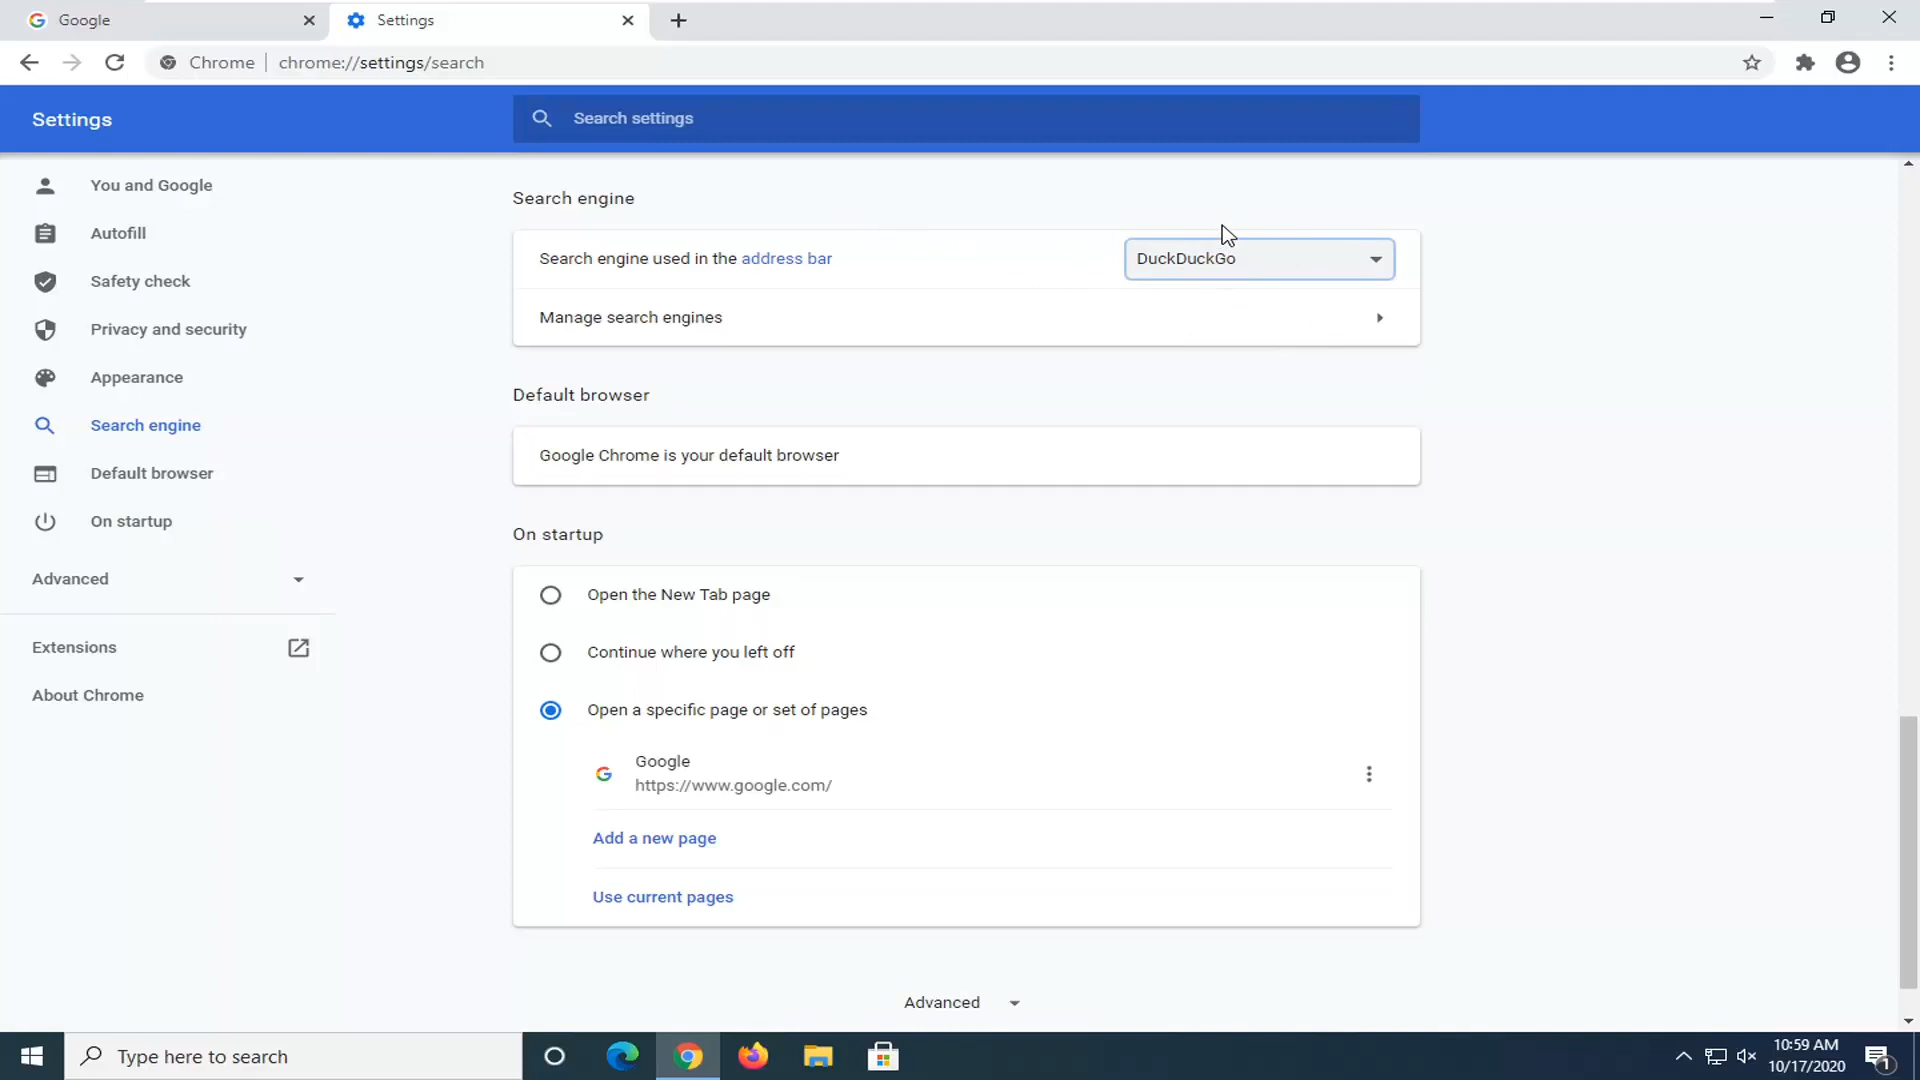 Google
Settings
Chrome
chrome://settings/search
Settings
Search settings
You and Google
Autofill
Safety check
Privacy and security
Appearance
Search engine
Default browser
On startup
Advanced
Extensions
About Chrome
Search engine
Search engine used in the address bar
DuckDuckGo
Manage search engines
Default browser
Google Chrome is your default browser
On startup
Open the New Tab page
Continue where you left off
Open a specific page or set of pages
Google
https://www.google.com/
Add a new page
Use current pages
Advanced
Type here to search
10:59 AM
10/17/2020
1